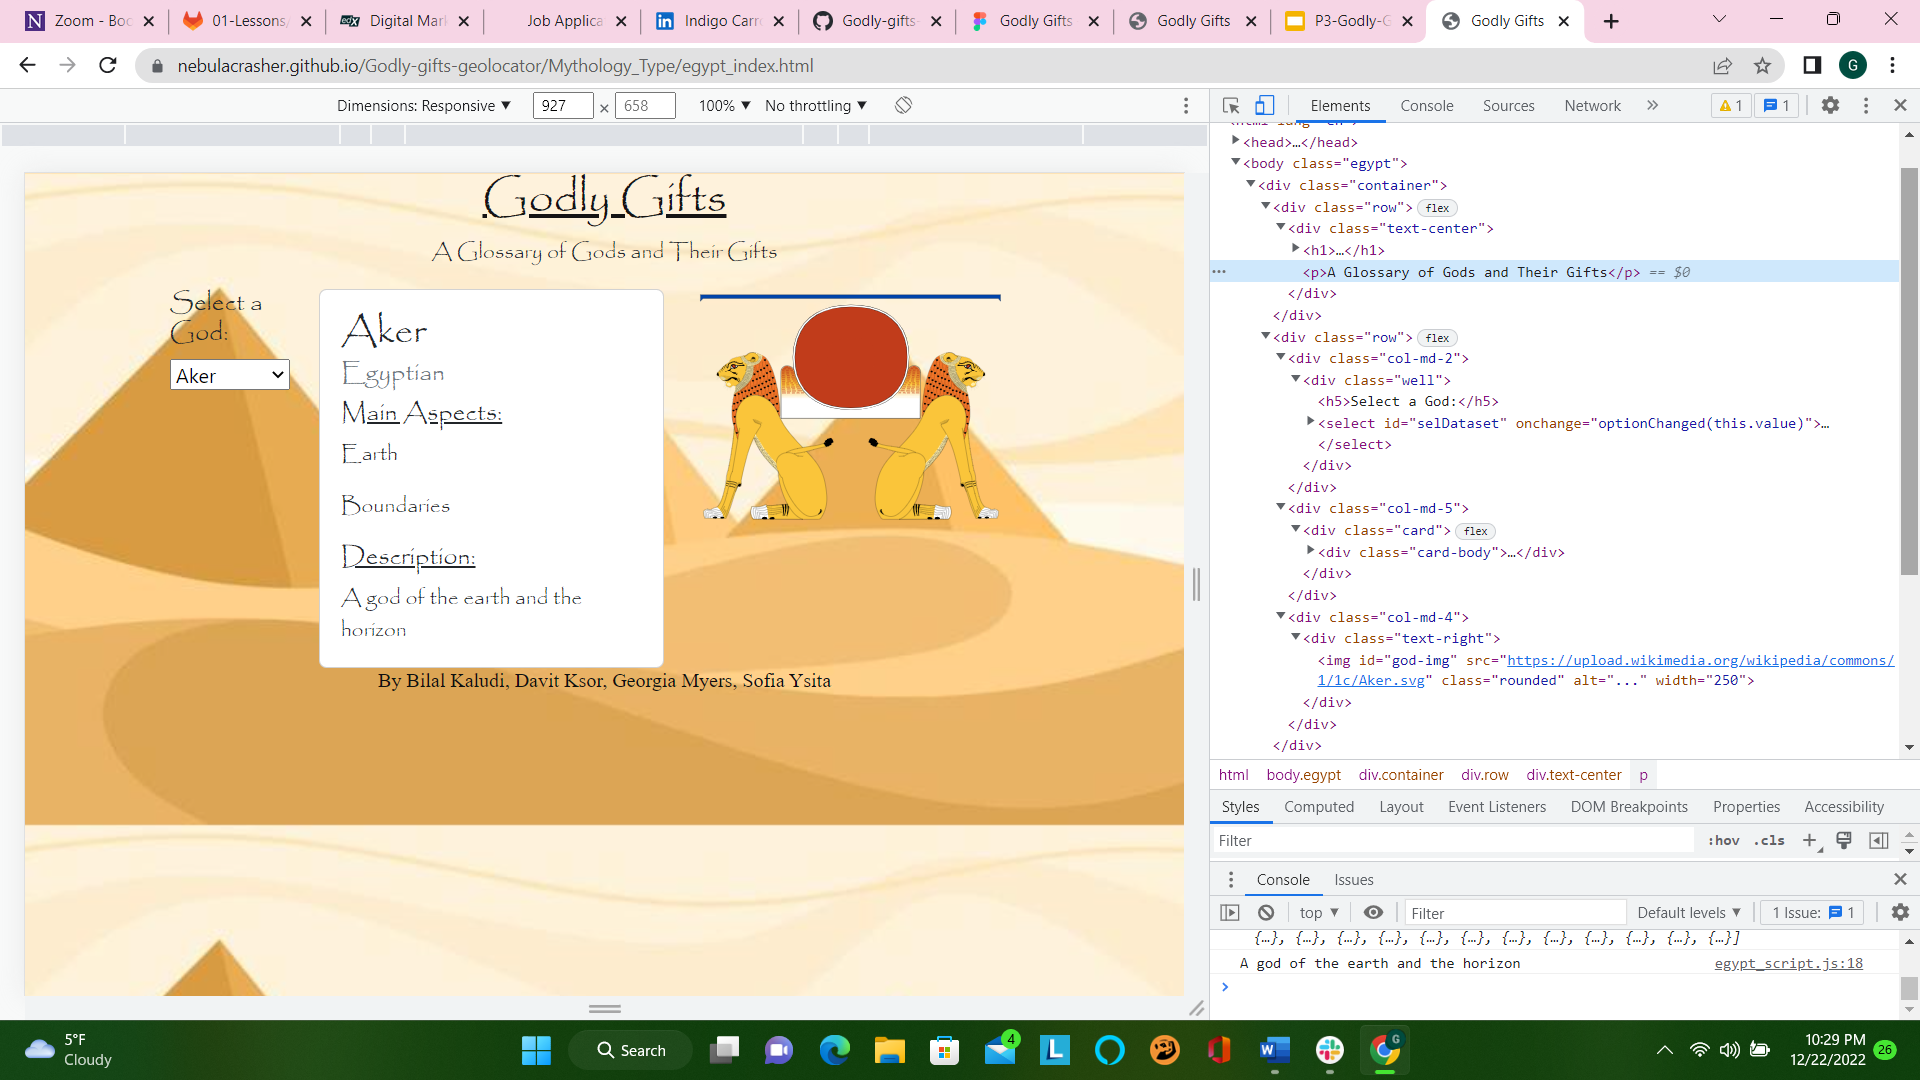 Zoom - Boo
01-Lessons/
Digital Mark
Job Applica
Indigo Carr
Godly-gifts-
Godly Gifts
Godly Gifts
P3-Godly-G
Godly Gifts
nebulacrasher.github.io/Godly-gifts-geolocator/Mythology_Type/egypt_index.html
G
Dimensions: Responsive ▼ 927 × 658 100% ▼ No throttling ▼
Godly Gifts
A Glossary of Gods and Their Gifts
Select a
God:
Aker
Aker
Egyptian
Main Aspects:
Earth
Boundaries
Description:
A god of the earth and the
horizon
By Bilal Kaludi, Davit Ksor, Georgia Myers, Sofia Ysita
Elements Console Sources Network » 1 1
<head>…</head>
<body class="egypt">
<div class="container">
<div class="row"> flex
<div class="text-center">
<h1>…</h1>
<p>A Glossary of Gods and Their Gifts</p> == $0
</div>
</div>
<div class="row"> flex
<div class="col-md-2">
<div class="well">
<h5>Select a God:</h5>
<select id="selDataset" onchange="optionChanged(this.value)">…
</select>
</div>
</div>
<div class="col-md-5">
<div class="card"> flex
<div class="card-body">…</div>
</div>
</div>
<div class="col-md-4">
<div class="text-right">
<img id="god-img" src="https://upload.wikimedia.org/wikipedia/commons/
1/1c/Aker.svg" class="rounded" alt="..." width="250">
</div>
</div>
</div>
html body.egypt div.container div.row div.text-center p
Styles Computed Layout Event Listeners DOM Breakpoints Properties Accessibility
Filter :hov .cls
Console Issues
top ▼ Filter Default levels ▼ 1 Issue: 1
{…}, {…}, {…}, {…}, {…}, {…}, {…}, {…}, {…}, {…}, {…}, {…}]
A god of the earth and the horizon egypt_script.js:18
5°F
Cloudy
Search
4
10:29 PM
12/22/2022
26